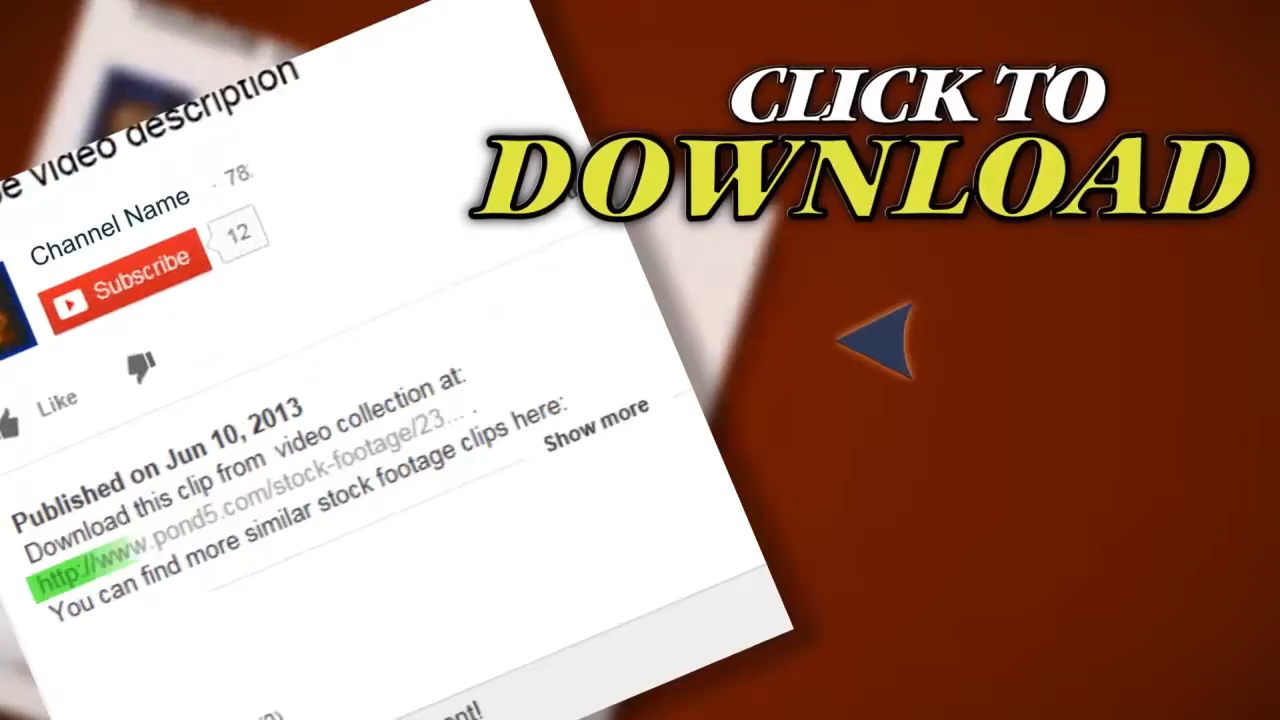 CLICK TO
DOWNLOAD
video description
Channel Name
78
Subscribe
12
Like
Published on Jun 10, 2013
Download this clip from video collection at:
http://www.pond5.com/stock-footage/23...
You can find more similar stock footage clips here:
Show more